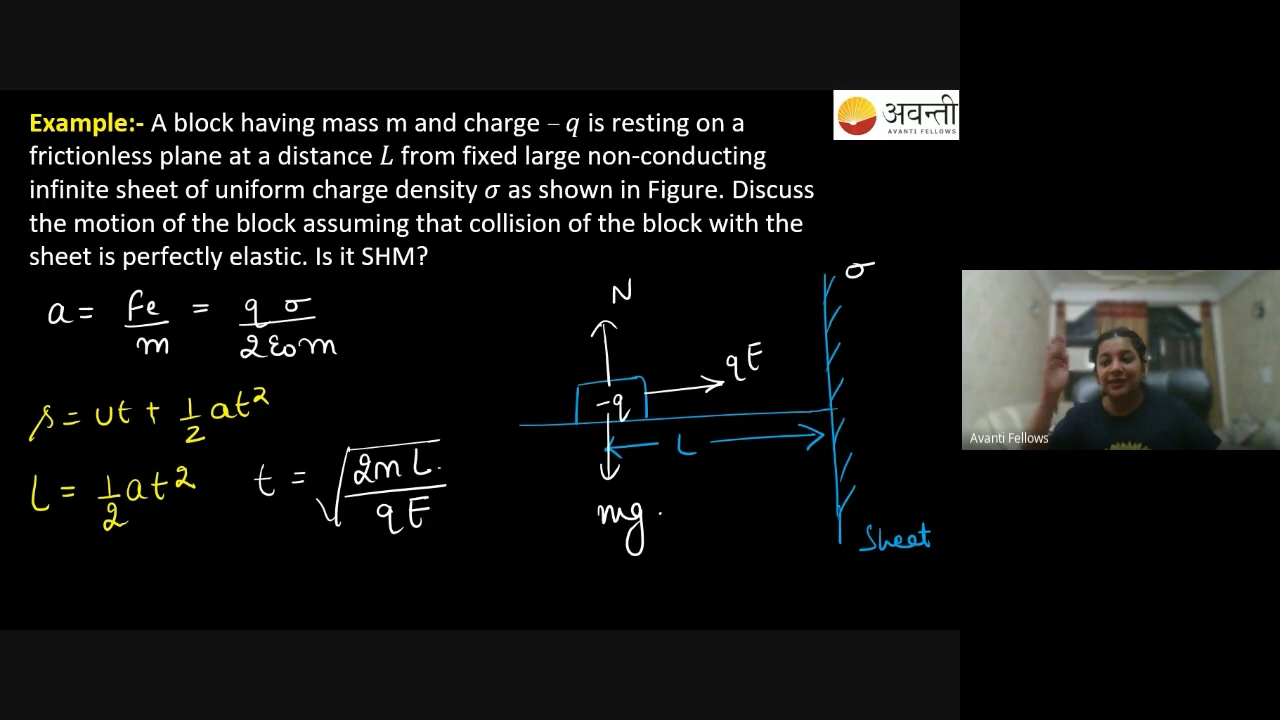 Example:- A block having mass m and charge – q is resting on a
frictionless plane at a distance L from fixed large non-conducting
infinite sheet of uniform charge density σ as shown in Figure. Discuss
the motion of the block assuming that collision of the block with the
sheet is perfectly elastic. Is it SHM?
अवन्ती
AVANTI FELLOWS
a = Fe/m = qσ/2ε₀m
s = ut + 1/2 at²
L = 1/2 at²
t = √(2mL/qE)
σ
N
qE
-q
L
mg
Sheet
Avanti Fellows